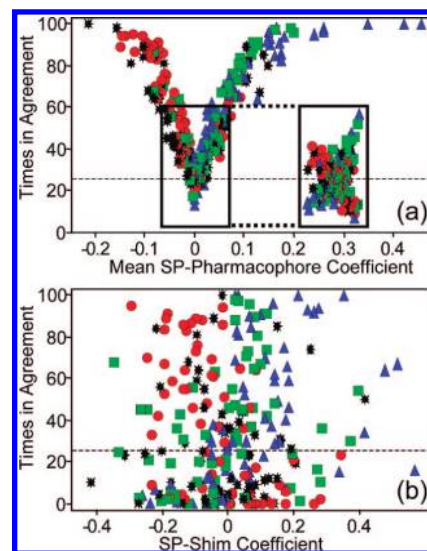 Times in Agreement
100
80
60
40
20
0
(a)
-0.2 -0.1 0 0.1 0.2 0.3 0.4
Mean SP-Pharmacophore Coefficient
Times in Agreement
100
80
60
40
20
0
(b)
-0.4 -0.2 0 0.2 0.4
SP-Shim Coefficient